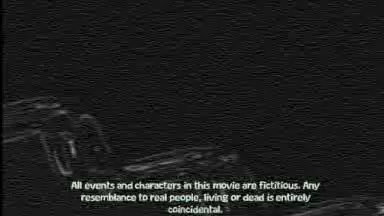 All events and characters in this movie are fictitious. Any
resemblance to real people, living or dead is entirely
coincidental.